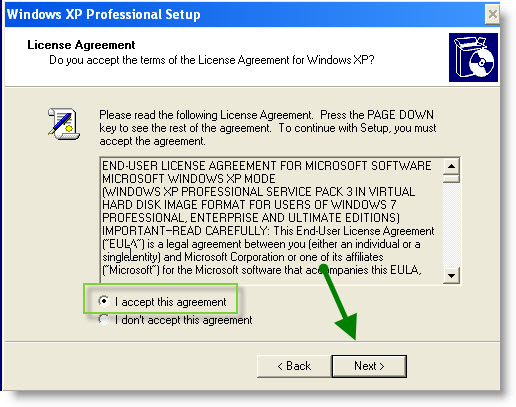 Windows XP Professional Setup
License Agreement
Do you accept the terms of the License Agreement for Windows XP?
Please read the following License Agreement. Press the PAGE DOWN
key to see the rest of the agreement. To continue with Setup, you must
accept the agreement.
END-USER LICENSE AGREEMENT FOR MICROSOFT SOFTWARE
MICROSOFT WINDOWS XP MODE
(WINDOWS XP PROFESSIONAL SERVICE PACK 3 IN VIRTUAL
HARD DISK IMAGE FORMAT FOR USERS OF WINDOWS 7
PROFESSIONAL, ENTERPRISE AND ULTIMATE EDITIONS)
IMPORTANT–READ CAREFULLY: This End-User License Agreement
("EULA") is a legal agreement between you (either an individual or a
single entity) and Microsoft Corporation or one of its affiliates
("Microsoft") for the Microsoft software that accompanies this EULA,
I accept this agreement
I don't accept this agreement
< Back
Next >